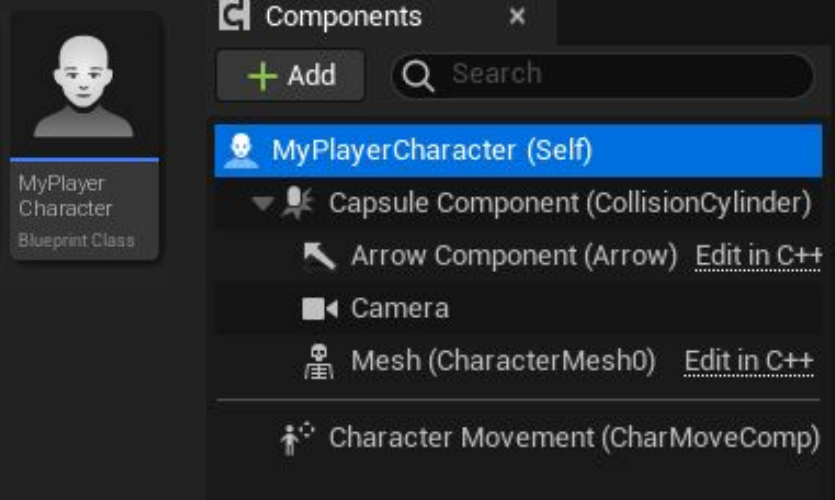 MyPlayer
Character
Blueprint Class
Components
Add
Search
MyPlayerCharacter (Self)
Capsule Component (CollisionCylinder)
Arrow Component (Arrow) Edit in C++
Camera
Mesh (CharacterMesh0) Edit in C++
Character Movement (CharMoveComp)